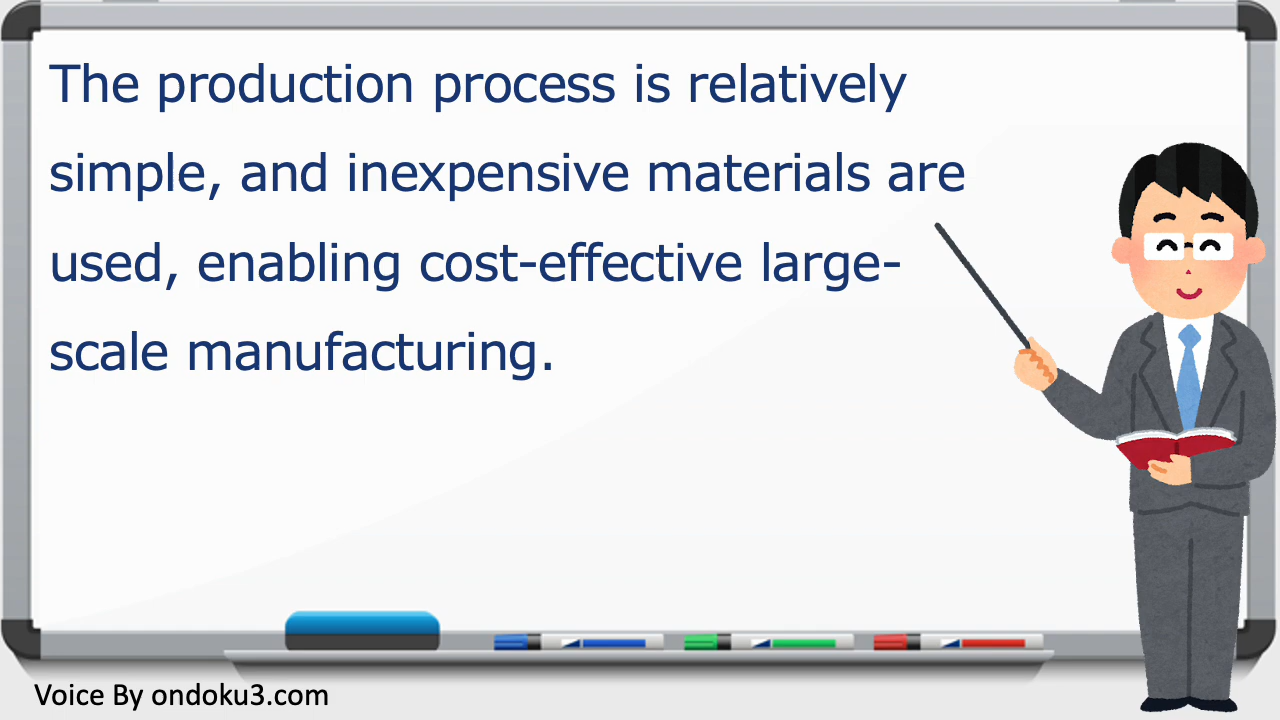 The production process is relatively
simple, and inexpensive materials are
used, enabling cost-effective large-
scale manufacturing.
Voice By ondoku3.com